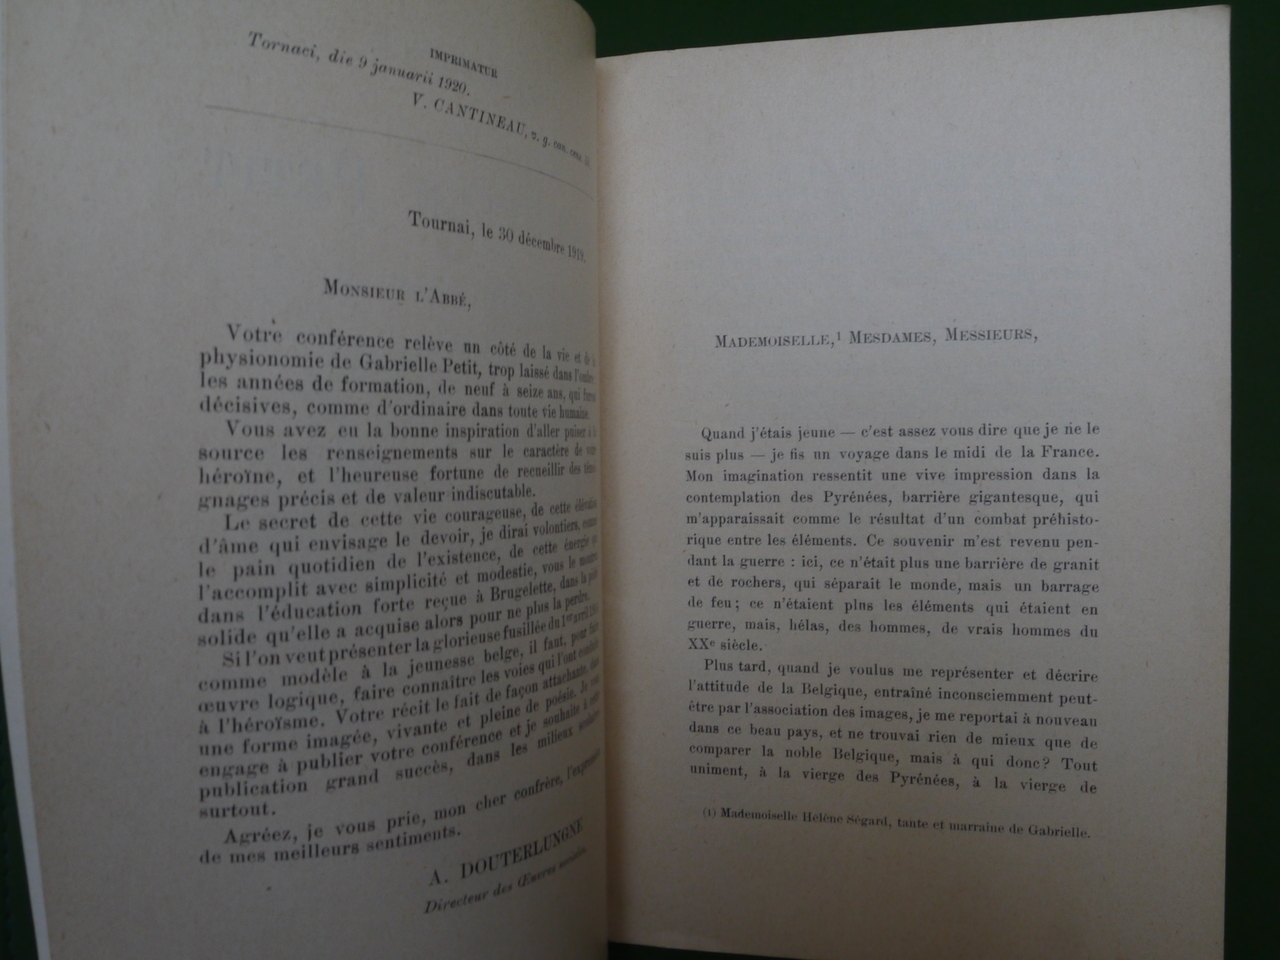 IMPRIMATUR
Tornaci, die 9 januarii 1920.
V. CANTINEAU, v. g. can. cens.
Tournai, le 30 décembre 1919.
MONSIEUR L'ABBÉ,
Votre conférence relève un côté de la vie et de
physionomie de Gabrielle Petit, trop laissé dans l'ombre,
les années de formation, de neuf à seize ans, qui
décisives, comme d'ordinaire dans toute vie humaine.
Vous avez eu la bonne inspiration d'aller puiser à
source les renseignements sur le caractère de
héroïne, et l'heureuse fortune de recueillir des témoi-
gnages précis et de valeur indiscutable.
Le secret de cette vie courageuse, de cette élévation
d'âme qui envisage le devoir, je dirai volontiers, comme
le pain quotidien de l'existence, de cette énergie
l'accomplit avec simplicité et modestie, vous le montrez
dans l'éducation forte reçue à Brugelette, dans la
solide qu'elle a acquise alors pour ne plus la perdre.
Si l'on veut présenter la glorieuse fusillée du 1er avril
comme modèle à la jeunesse belge, il faut, pour faire
œuvre logique, faire connaître les voies qui l'ont conduite
à l'héroïsme. Votre récit le fait de façon attachante,
une forme imagée, vivante et pleine de poésie. Je vous
engage à publier votre conférence et je souhaite à
publication grand succès, dans les milieux
surtout.
Agréez, je vous prie, mon cher confrère, l'expression
de mes meilleurs sentiments.
A. DOUTERLUNGNE
Directeur des Œuvres sociales.
MADEMOISELLE,1 MESDAMES, MESSIEURS,
Quand j'étais jeune — c'est assez vous dire que je ne le
suis plus — je fis un voyage dans le midi de la France.
Mon imagination ressentit une vive impression dans la
contemplation des Pyrénées, barrière gigantesque, qui
m'apparaissait comme le résultat d'un combat préhisto-
rique entre les éléments. Ce souvenir m'est revenu pen-
dant la guerre : ici, ce n'était plus une barrière de granit
et de rochers, qui séparait le monde, mais un barrage
de feu ; ce n'étaient plus les éléments qui étaient en
guerre, mais, hélas, des hommes, de vrais hommes du
XXe siècle.
Plus tard, quand je voulus me représenter et décrire
l'attitude de la Belgique, entraîné inconsciemment peut-
être par l'association des images, je me reportai à nouveau
dans ce beau pays, et ne trouvai rien de mieux que de
comparer la noble Belgique, mais à qui donc? Tout
uniment, à la vierge des Pyrénées, à la vierge de
(1) Mademoiselle Hélène Ségard, tante et marraine de Gabrielle.